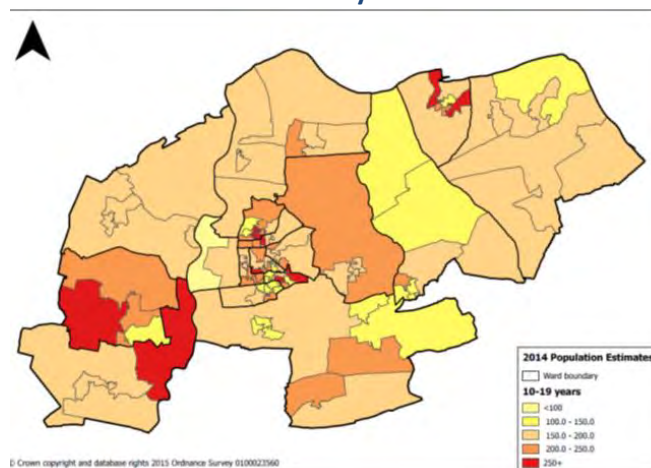 2014 Population Estimates
Ward boundary
10-19 years
<100
100.0 - 150.0
150.0 - 200.0
200.0 - 250.0
250+
© Crown copyright and database rights 2015 Ordnance Survey 0100023560